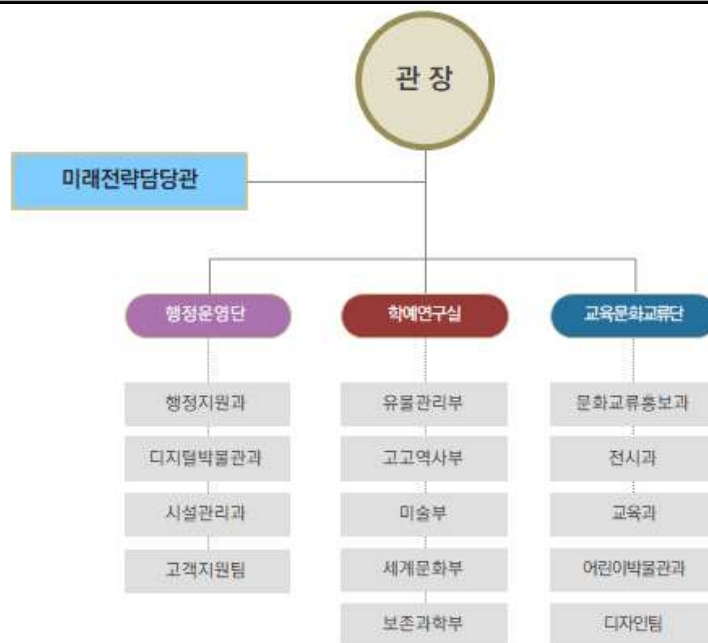 관 장
미래전략담당관
행정운영단
학예연구실
교육문화교류단
행정지원과
유물관리부
문화교류홍보과
디지털박물관과
고고역사부
전시과
시설관리과
미술부
교육과
고객지원팀
세계문화부
어린이박물관과
보존과학부
디자인팀